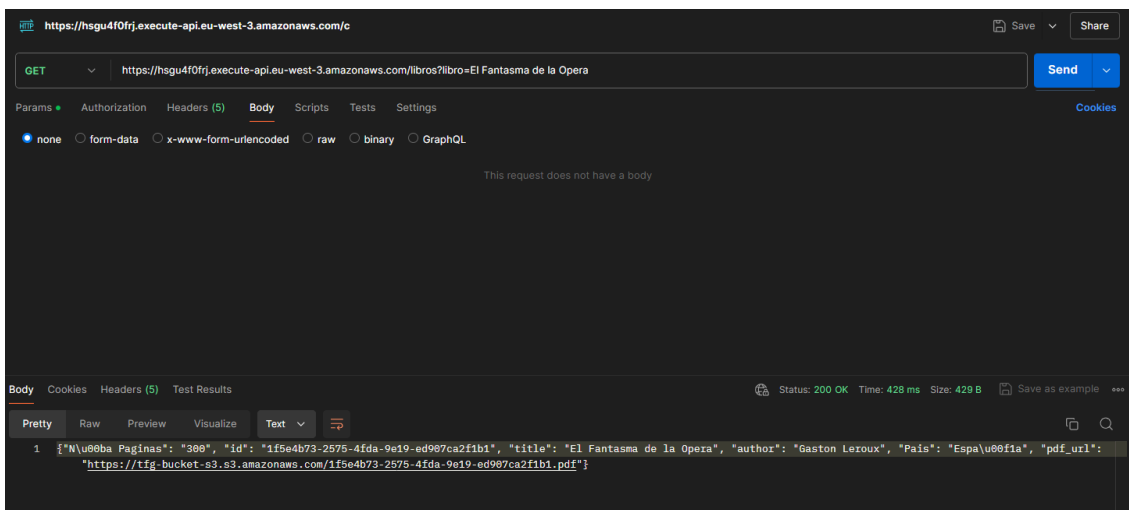 HTTP https://hsgu4f0frj.execute-api.eu-west-3.amazonaws.com/c Save Share
GET https://hsgu4f0frj.execute-api.eu-west-3.amazonaws.com/libros?libro=El Fantasma de la Opera Send
Params Authorization Headers (5) Body Scripts Tests Settings Cookies
none form-data x-www-form-urlencoded raw binary GraphQL
This request does not have a body
Body Cookies Headers (5) Test Results Status: 200 OK Time: 428 ms Size: 429 B Save as example
Pretty Raw Preview Visualize Text
1 {"N\u00ba Paginas": "300", "id": "1f5e4b73-2575-4fda-9e19-ed907ca2f1b1", "title": "El Fantasma de la Opera", "author": "Gaston Leroux", "Pais": "Espa\u00f1a", "pdf_url":
"https://tfg-bucket-s3.s3.amazonaws.com/1f5e4b73-2575-4fda-9e19-ed907ca2f1b1.pdf"}